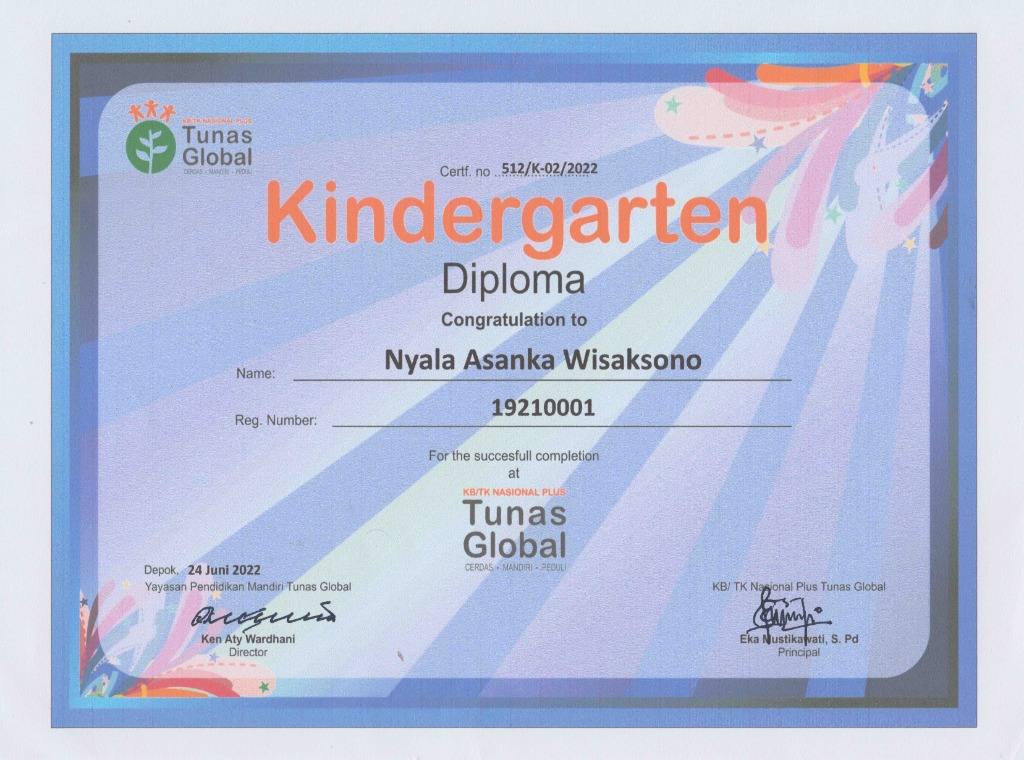 KB/TK NASIONAL PLUS
Tunas
Global
CERDAS - MANDIRI - PEDULI
Certf. no ..512/K-02/2022
Kindergarten
Diploma
Congratulation to
Name: Nyala Asanka Wisaksono
Reg. Number: 19210001
For the succesfull completion
at
KB/TK NASIONAL PLUS
Tunas
Global
CERDAS - MANDIRI - PEDULI
Depok, 24 Juni 2022
Yayasan Pendidikan Mandiri Tunas Global
Ken Aty Wardhani
Director
KB/ TK Nasional Plus Tunas Global
Eka Mustikawati, S. Pd
Principal